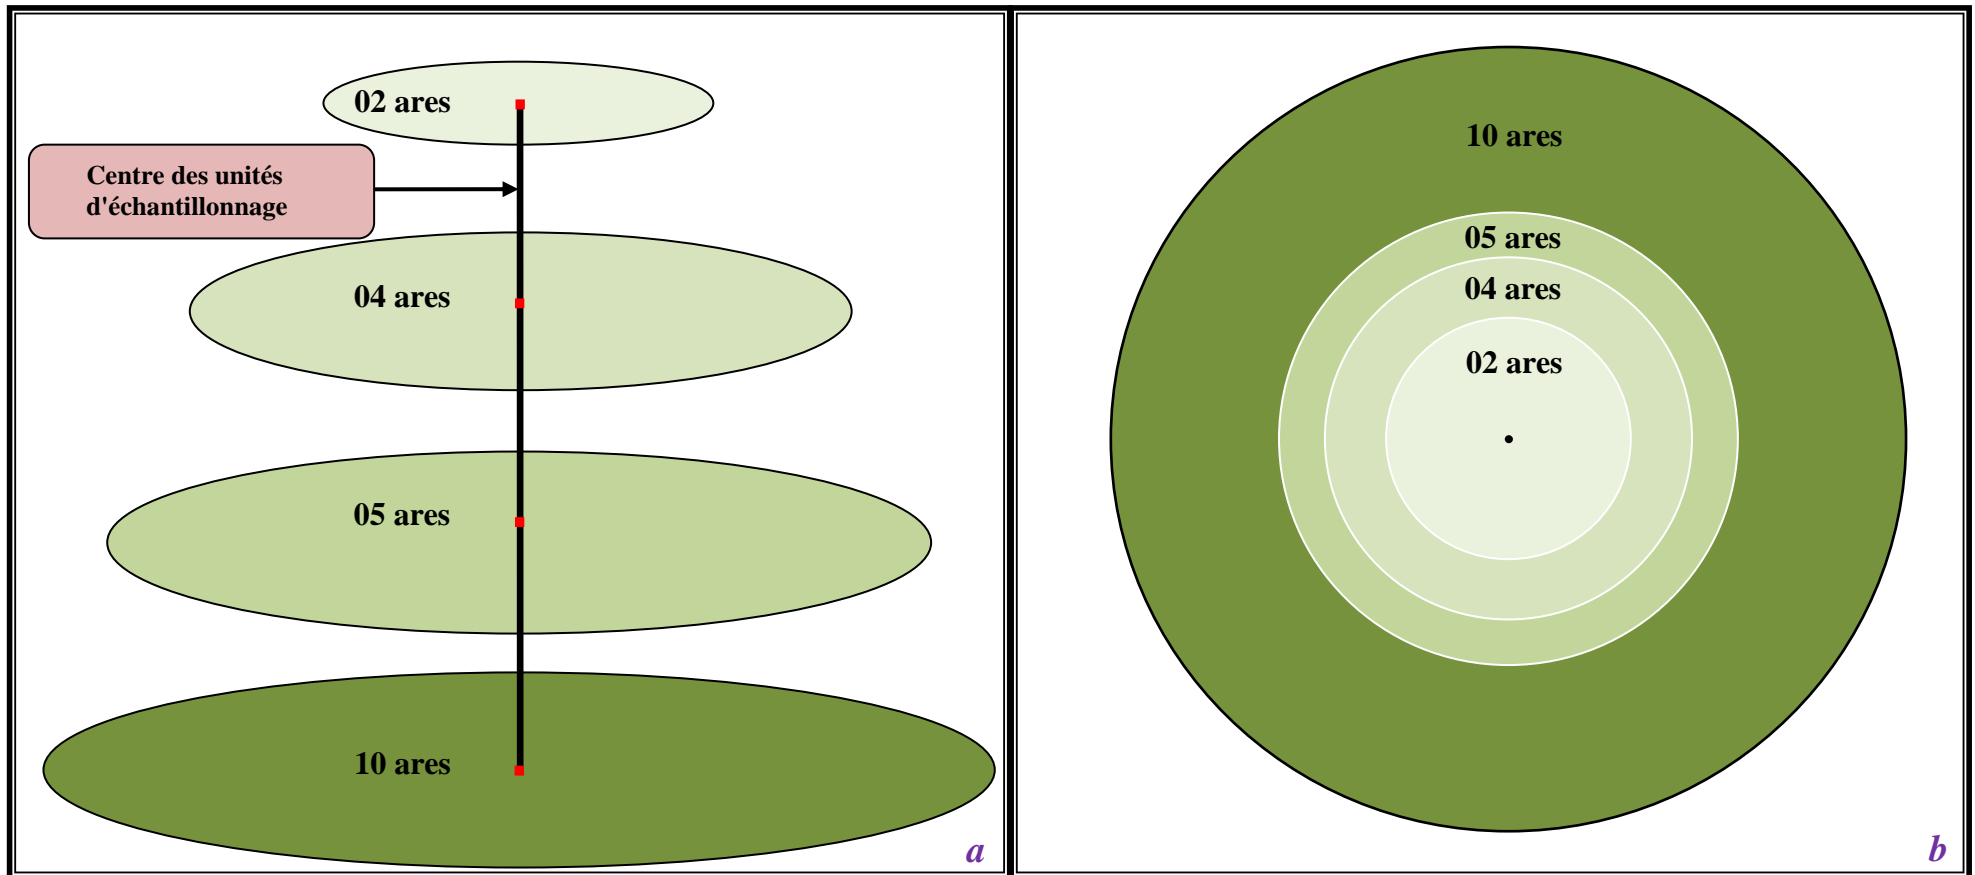 02 ares
Centre des unités
d'échantillonnage
04 ares
05 ares
10 ares
a
10 ares
05 ares
04 ares
02 ares
b